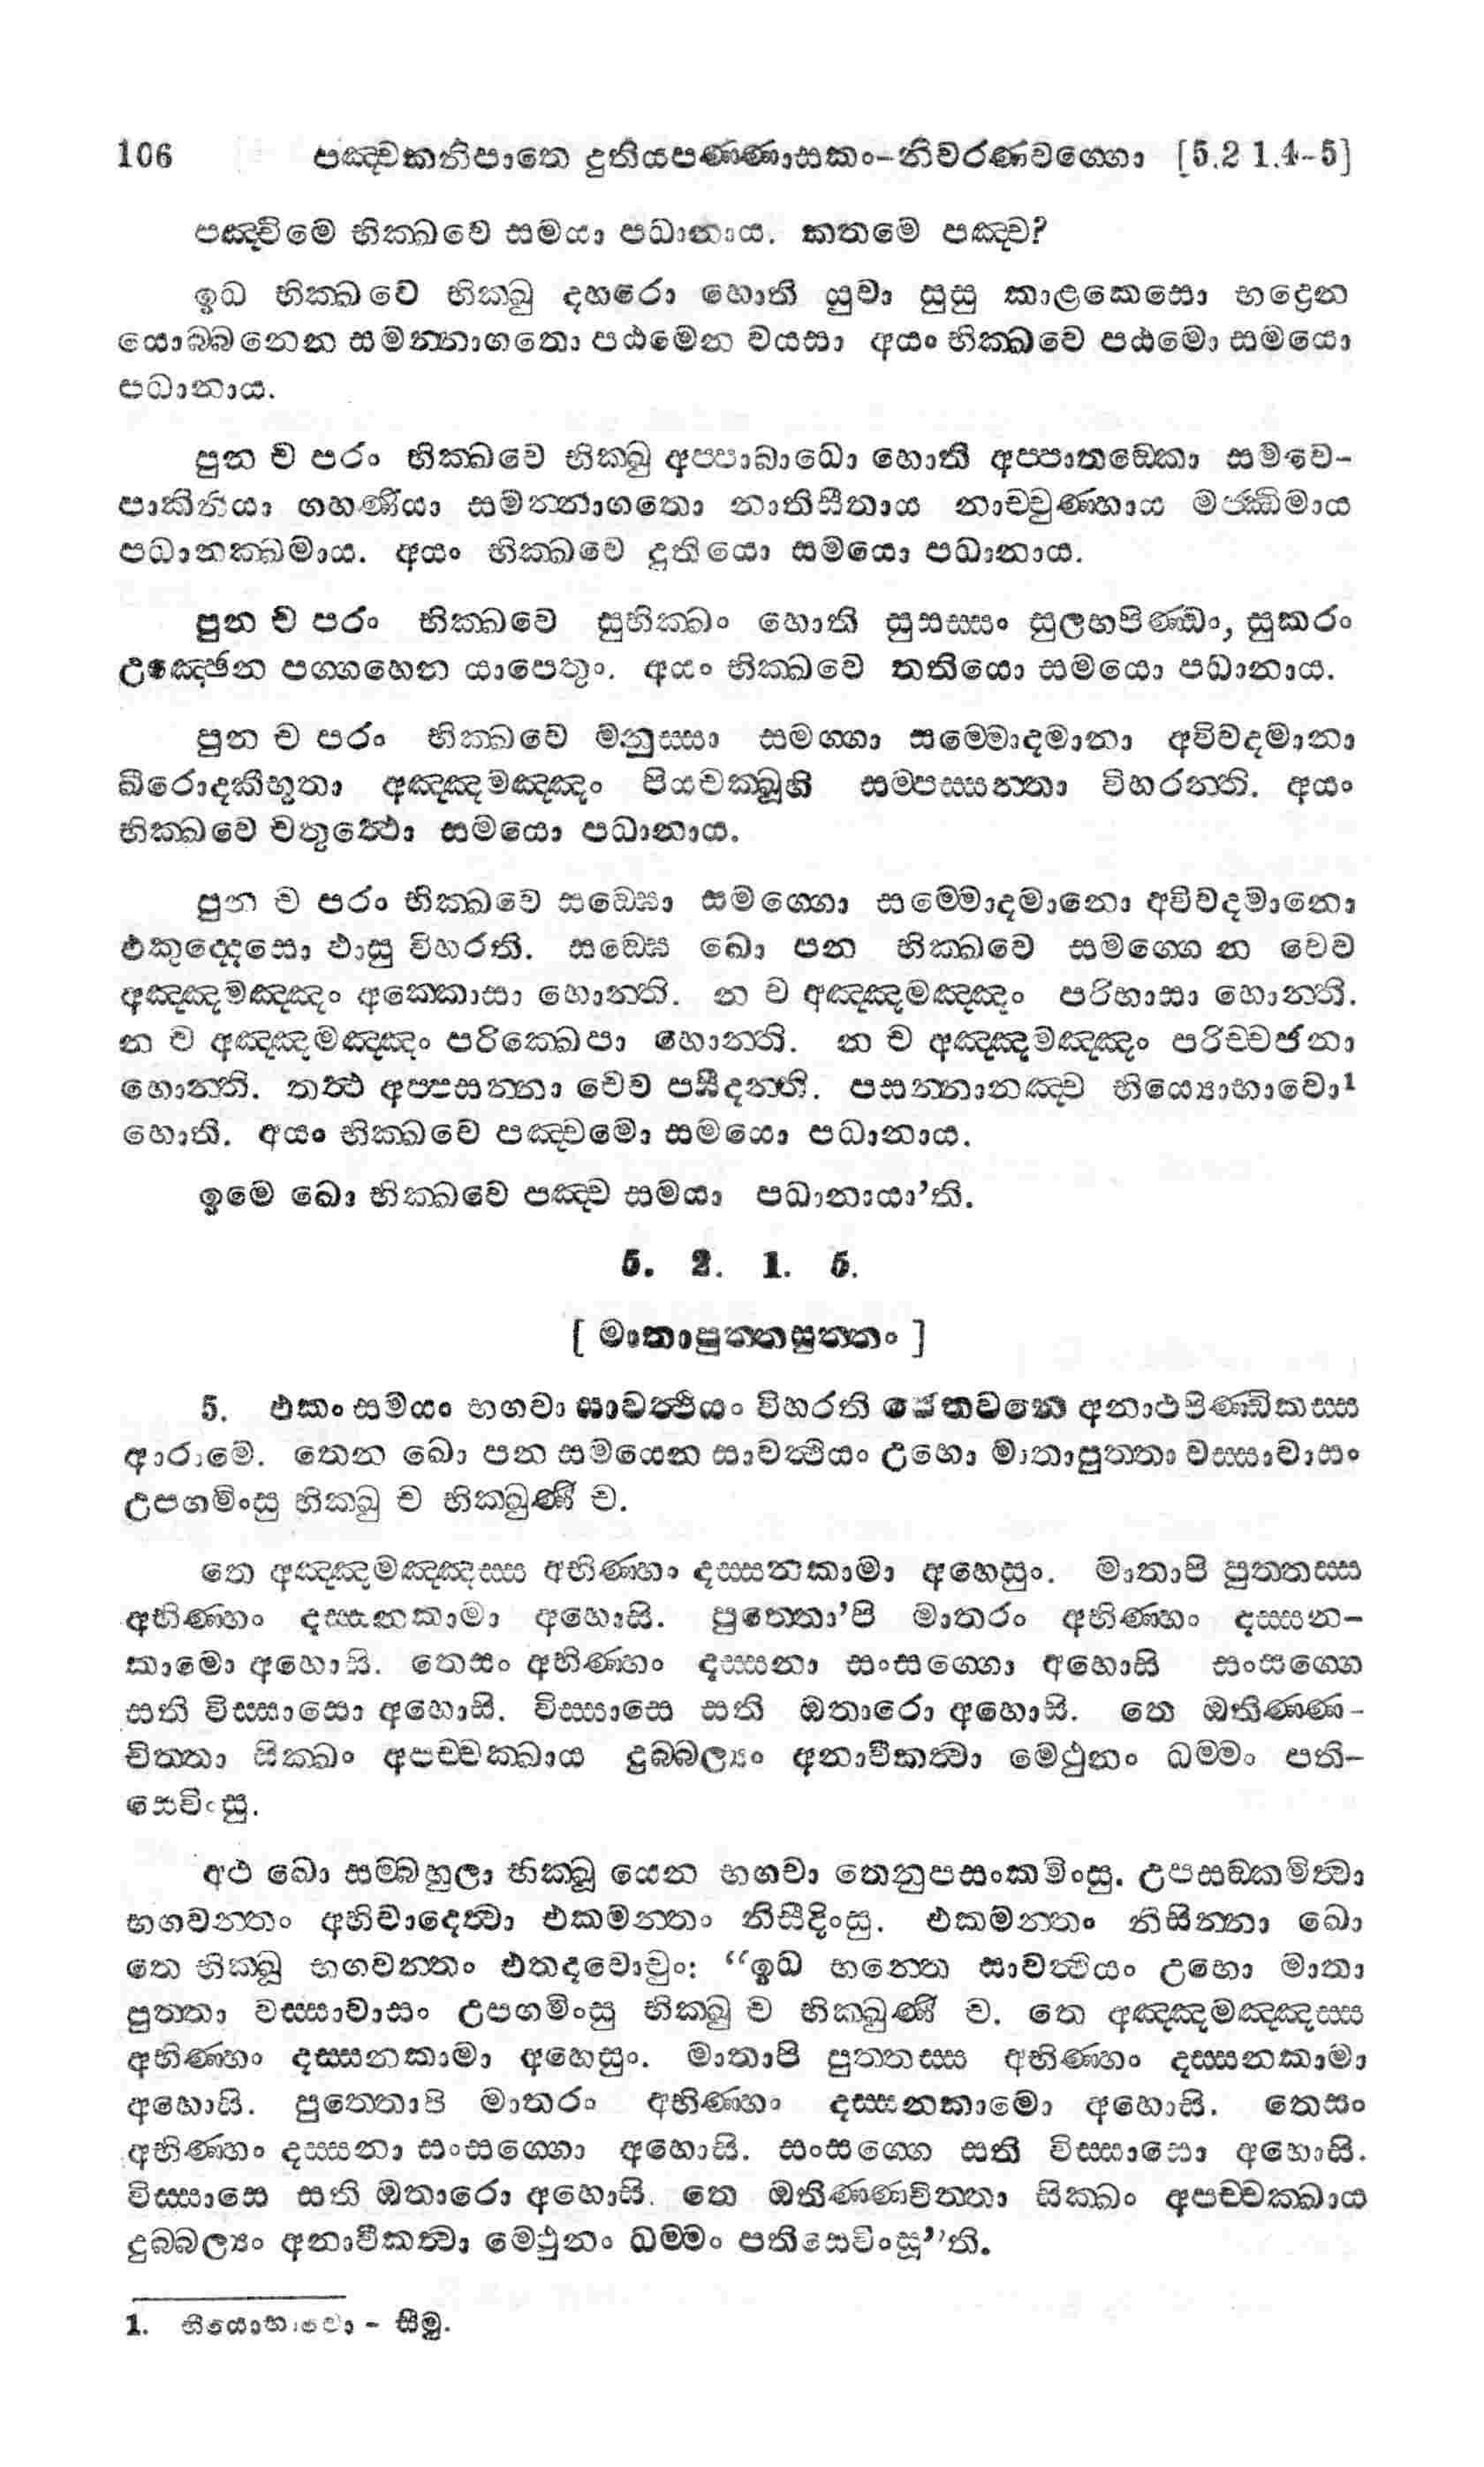 106 පඤ්චකනිපාතෙ දුතියපණ්ණාසකං-නීවරණවග්ගො [5.2 1.4-5]
පඤ්චිමෙ භික්ඛවෙ සමයා පධානාය. කතමෙ පඤ්ච?
ඉධ භික්ඛවෙ භික්ඛු දහරො හොති යුවා සුසු කාළකෙසො භද්‍රෙන
යොබ්බනෙන සමන්නාගතො පඨමෙන වයසා අයං භික්ඛවෙ පඨමො සමයො
පධානාය.
පුන ච පරං භික්ඛවෙ භික්ඛු අප්පාබාධො හොති අප්පාතඞ්කො සමවෙ-
පාකිනියා ගහණියා සමන්නාගතො නාතිසීතාය නාච්චුණ්හාය මජ්ඣිමාය
පධානක්ඛමාය. අයං භික්ඛවෙ දුතියො සමයො පධානාය.
පුන ච පරං භික්ඛවෙ සුභික්ඛං හොති සුසස්සං සුලභපිණ්ඩං, සුකරං
උඤ්ඡෙන පග්ගහෙන යාපෙතුං. අයං භික්ඛවෙ තතියො සමයො පධානාය.
පුන ච පරං භික්ඛවෙ මනුස්සා සමග්ගා සම්මොදමානා අවිවදමානා
ඛීරොදකීභූතා අඤ්ඤමඤ්ඤං පියචක්ඛූහි සම්පස්සන්තා විහරන්ති. අයං
භික්ඛවෙ චතුත්ථො සමයො පධානාය.
පුන ච පරං භික්ඛවෙ සඞ්ඝො සමග්ගො සම්මොදමානො අවිවදමානො
එකුද්දෙසො ඵාසු විහරති. සඞ්ඝෙ ඛො පන භික්ඛවෙ සමග්ගෙ න චෙව
අඤ්ඤමඤ්ඤං අක්කොසා හොන්ති. න ච අඤ්ඤමඤ්ඤං පරිභාසා හොන්ති.
න ච අඤ්ඤමඤ්ඤං පරික්ඛෙපා හොන්ති. න ච අඤ්ඤමඤ්ඤං පරිච්චජනා
හොන්ති. තත්ථ අප්පසන්නා චෙව පසීදන්ති. පසන්නානඤ්ච භිය්‍යොභාවො¹
හොති. අයං භික්ඛවෙ පඤ්චමො සමයො පධානාය.
ඉමෙ ඛො භික්ඛවෙ පඤ්ච සමයා පධානායා’ති.
5. 2. 1. 5.
[ මාතාපුත්තසුත්තං ]
5. එකං සමයං භගවා සාවත්ථියං විහරති ජෙතවනෙ අනාථපිණ්ඩිකස්ස
ආරාමෙ. තෙන ඛො පන සමයෙන සාවත්ථියං උභො මාතාපුත්තා වස්සාවාසං
උපගමිංසු භික්ඛු ච භික්ඛුණී ච.
තෙ අඤ්ඤමඤ්ඤස්ස අභිණ්හං දස්සනකාමා අහෙසුං. මාතාපි පුත්තස්ස
අභිණ්හං දස්සනකාමා අහොසි. පුත්තො’පි මාතරං අභිණ්හං දස්සන-
කාමො අහොසි. තෙසං අභිණ්හං දස්සනා සංසග්ගො අහොසි සංසග්ගෙ
සති විස්සාසො අහොසි. විස්සාසෙ සති ඔතාරො අහොසි. තෙ ඔතිණ්ණ-
චිත්තා සික්ඛං අපච්චක්ඛාය දුබ්බල්‍යං අනාවීකත්වා මෙථුනං ධම්මං පති-
සෙවිංසු.
අථ ඛො සම්බහුලා භික්ඛූ යෙන භගවා තෙනුපසංකමිංසු. උපසඞ්කමිත්වා
භගවන්තං අභිවාදෙත්වා එකමන්තං නිසීදිංසු. එකමන්තං නිසින්නා ඛො
තෙ භික්ඛූ භගවන්තං එතදවොචුං: “ඉධ භන්තෙ සාවත්ථියං උභො මාතා
පුත්තා වස්සාවාසං උපගමිංසු භික්ඛු ච භික්ඛුණී ච. තෙ අඤ්ඤමඤ්ඤස්ස
අභිණ්හං දස්සනකාමා අහෙසුං. මාතාපි පුත්තස්ස අභිණ්හං දස්සනකාමා
අහොසි. පුත්තොපි මාතරං අභිණ්හං දස්සනකාමො අහොසි. තෙසං
අභිණ්හං දස්සනා සංසග්ගො අහොසි. සංසග්ගෙ සති විස්සාසො අහොසි.
විස්සාසෙ සති ඔතාරො අහොසි. තෙ ඔතිණ්ණචිත්තා සික්ඛං අපච්චක්ඛාය
දුබ්බල්‍යං අනාවීකත්වා මෙථුනං ධම්මං පතිසෙවිංසූ”ති.
1. භීයොභාවො - සීමු.